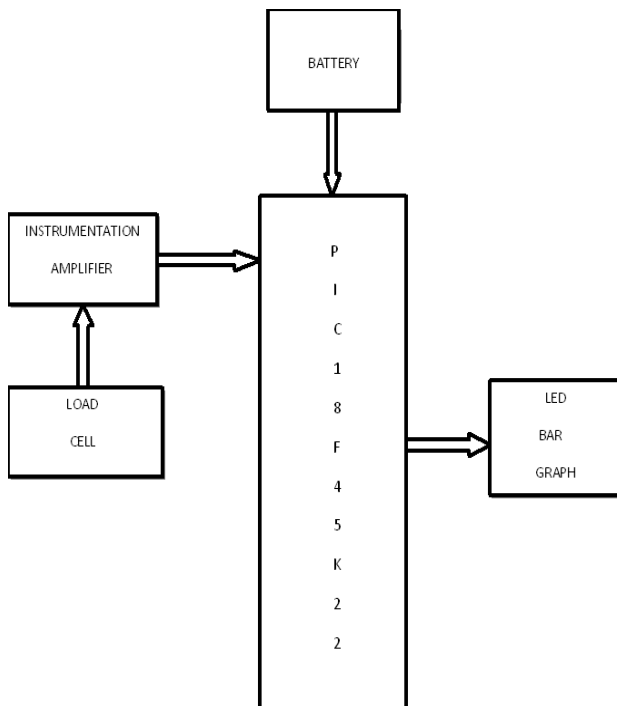 BATTERY
INSTRUMENTATION
AMPLIFIER
LOAD
CELL
P
I
C
1
8
F
4
5
K
2
2
LED
BAR
GRAPH